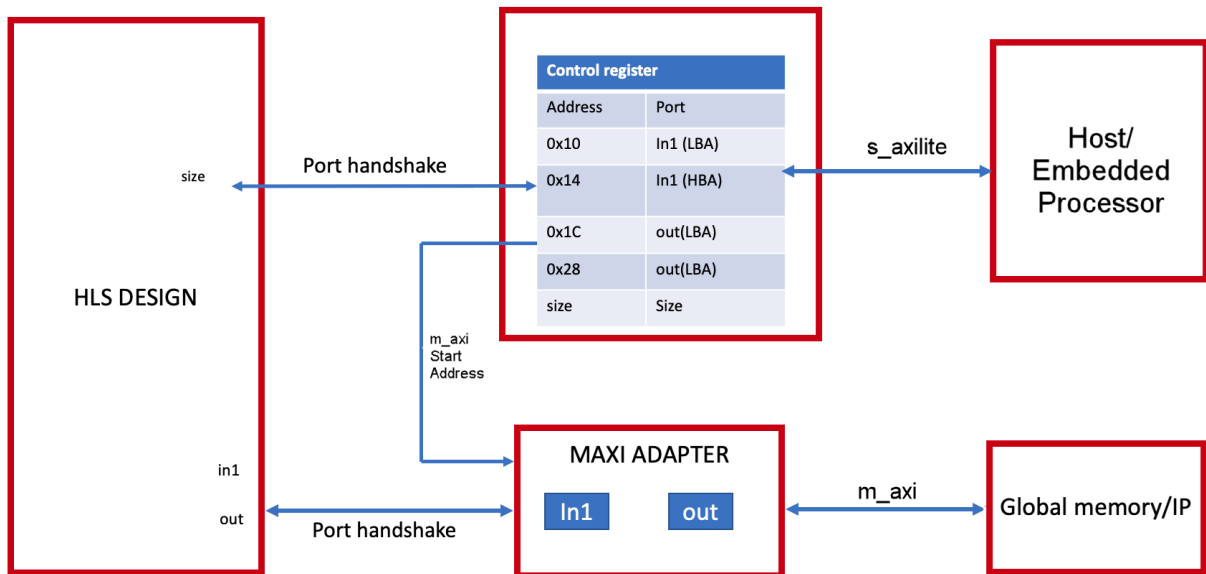 Control register
Address Port
0x10 In1 (LBA)
0x14 In1 (HBA)
0x1C out(LBA)
0x28 out(LBA)
size Size
size
Port handshake
s_axilite
Host/
Embedded
Processor
HLS DESIGN
m_axi
Start
Address
MAXI ADAPTER
In1 out
in1
out
Port handshake
m_axi
Global memory/IP